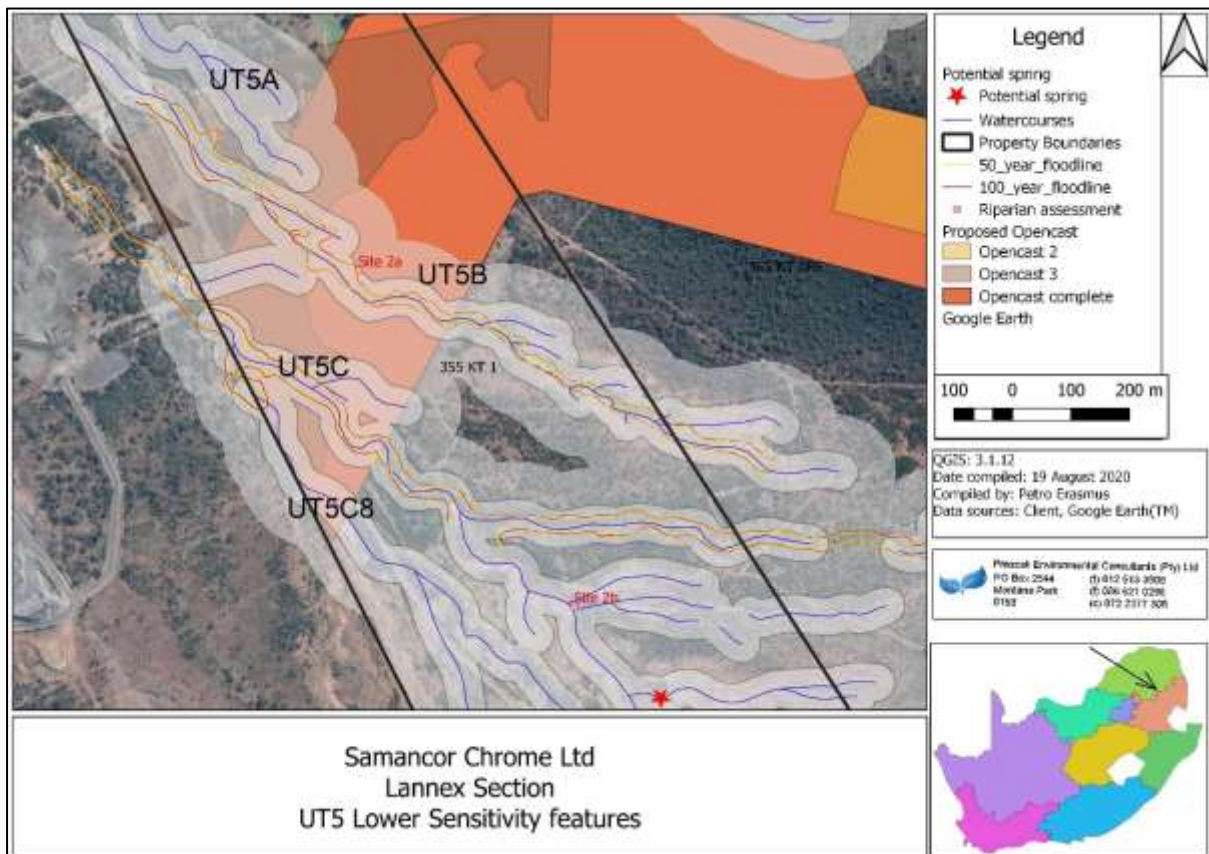 UT5A
UT5B
Site 2a
UT5C
355 KT 1
UT5C8
Site 2b
Legend
Potential spring
Potential spring
Watercourses
Property Boundaries
50_year_floodline
100_year_floodline
Riparian assessment
Proposed Opencast
Opencast 2
Opencast 3
Opencast complete
Google Earth
100 0 100 200 m
QGIS: 3.1.12
Date compiled: 19 August 2020
Compiled by: Petro Erasmus
Data sources: Client, Google Earth(TM)
Environmental Consultants (Pty) Ltd
PO Box 2544
Montana Park
Samancor Chrome Ltd
Lannex Section
UT5 Lower Sensitivity features